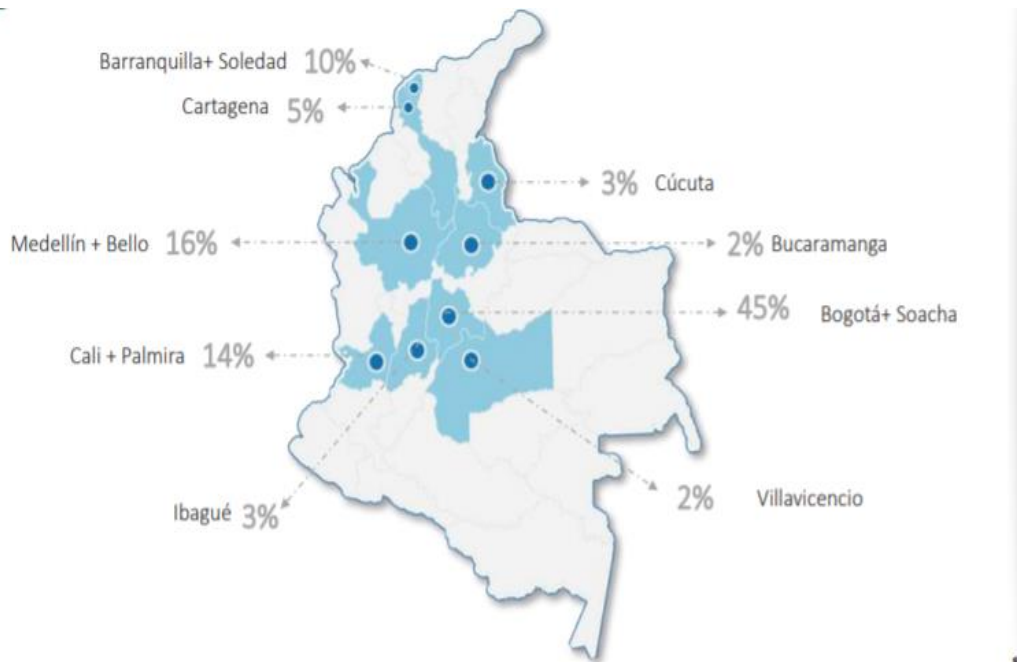 Barranquilla+ Soledad 10%
Cartagena 5%
3% Cúcuta
Medellín + Bello 16%
2% Bucaramanga
45% Bogotá+ Soacha
Cali + Palmira 14%
2% Villavicencio
Ibagué 3%